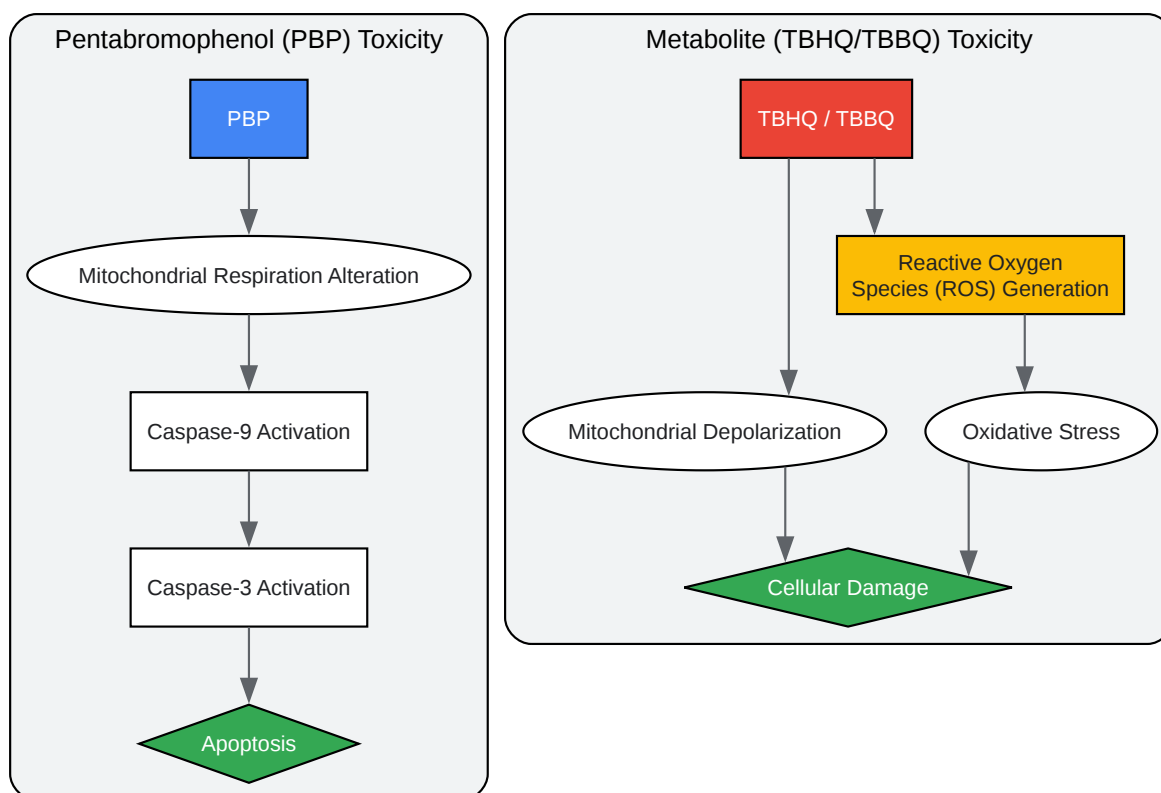 Pentabromophenol (PBP) Toxicity
PBP
Mitochondrial Respiration Alteration
Caspase-9 Activation
Caspase-3 Activation
Apoptosis
Metabolite (TBHQ/TBBQ) Toxicity
TBHQ / TBBQ
Reactive Oxygen
Species (ROS) Generation
Mitochondrial Depolarization
Oxidative Stress
Cellular Damage